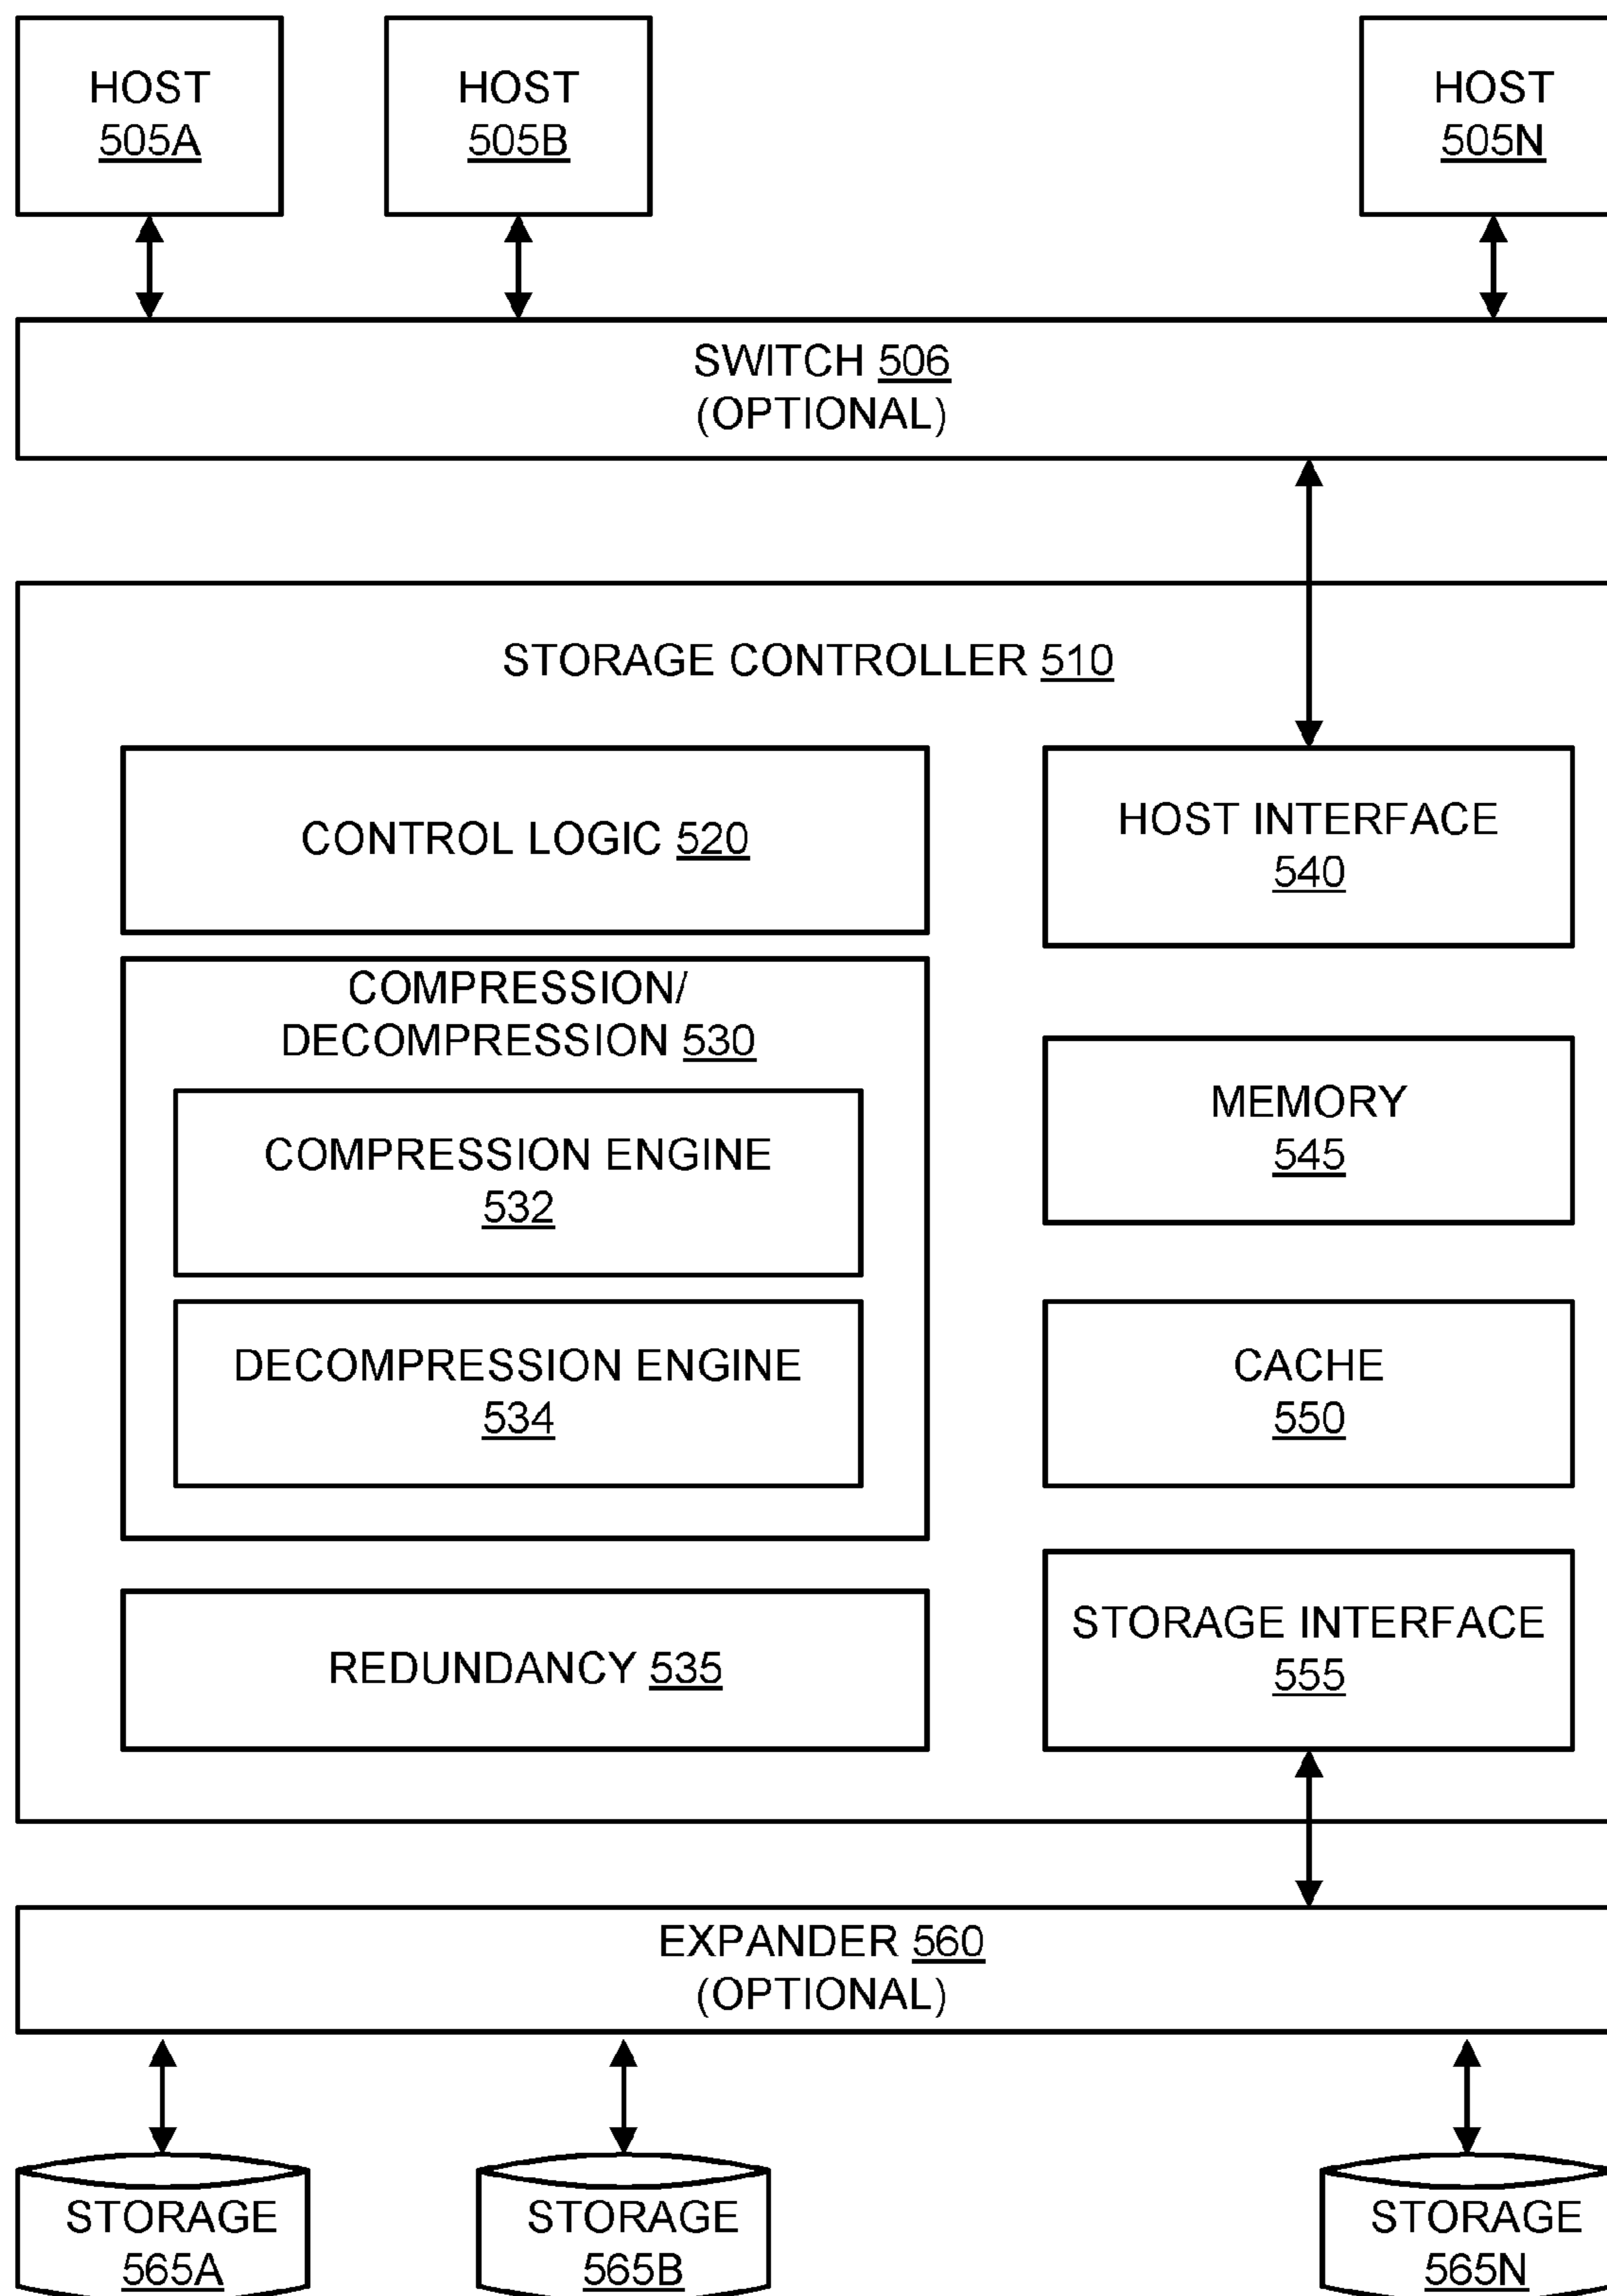 HOST
505A
HOST
505B
HOST
505N
SWITCH 506
(OPTIONAL)
STORAGE CONTROLLER 510
CONTROL LOGIC 520
COMPRESSION/
DECOMPRESSION 530
COMPRESSION ENGINE
532
DECOMPRESSION ENGINE
534
REDUNDANCY 535
HOST INTERFACE
540
MEMORY
545
CACHE
550
STORAGE INTERFACE
555
EXPANDER 560
(OPTIONAL)
STORAGE
565A
STORAGE
565B
STORAGE
565N